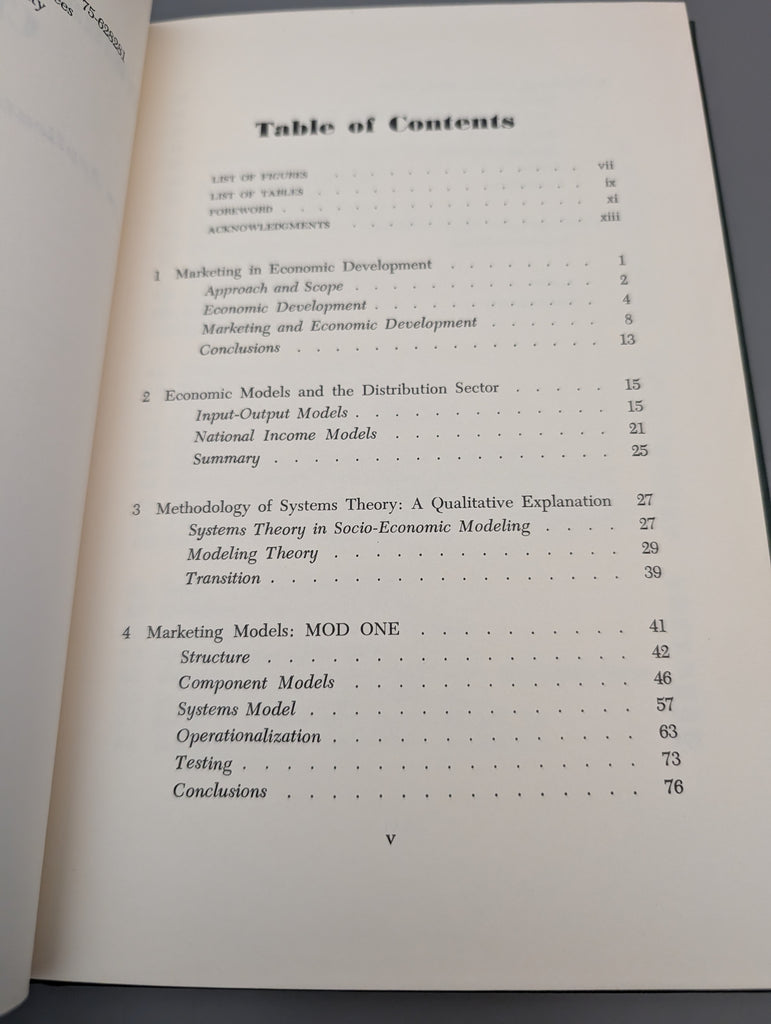 75-628281
Table of Contents
LIST OF FIGURES . . . . . . . . . . . . vii
LIST OF TABLES . . . . . . . . . . . . ix
FOREWORD . . . . . . . . . . . . . . xi
ACKNOWLEDGMENTS . . . . . . . . . . . xiii
1 Marketing in Economic Development . . . . . . . 1
Approach and Scope . . . . . . . . . . . . 2
Economic Development . . . . . . . . . . . 4
Marketing and Economic Development . . . . . 8
Conclusions . . . . . . . . . . . . . . . 13
2 Economic Models and the Distribution Sector . . . . . 15
Input-Output Models . . . . . . . . . . . . 15
National Income Models . . . . . . . . . . 21
Summary . . . . . . . . . . . . . . . . 25
3 Methodology of Systems Theory: A Qualitative Explanation 27
Systems Theory in Socio-Economic Modeling . . . . 27
Modeling Theory . . . . . . . . . . . . . 29
Transition . . . . . . . . . . . . . . . . 39
4 Marketing Models: MOD ONE . . . . . . . . . 41
Structure . . . . . . . . . . . . . . . 42
Component Models . . . . . . . . . . . . 46
Systems Model . . . . . . . . . . . . . . 57
Operationalization . . . . . . . . . . . . . 63
Testing . . . . . . . . . . . . . . . . . 73
Conclusions . . . . . . . . . . . . . . . 76
v